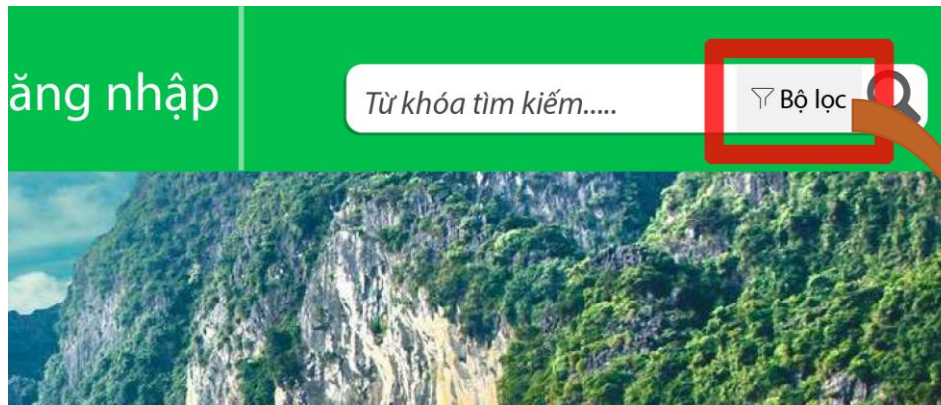 ăng nhập
Từ khóa tìm kiếm.....
Bộ lọc